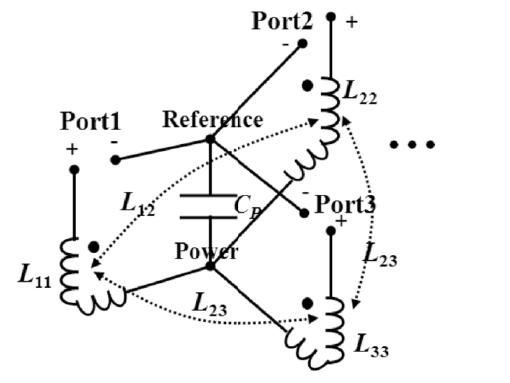 Port2
+
-
L22
Port1
Reference
+
-
-
L12
CP
Port3
+
Power
L23
L11
L23
L33